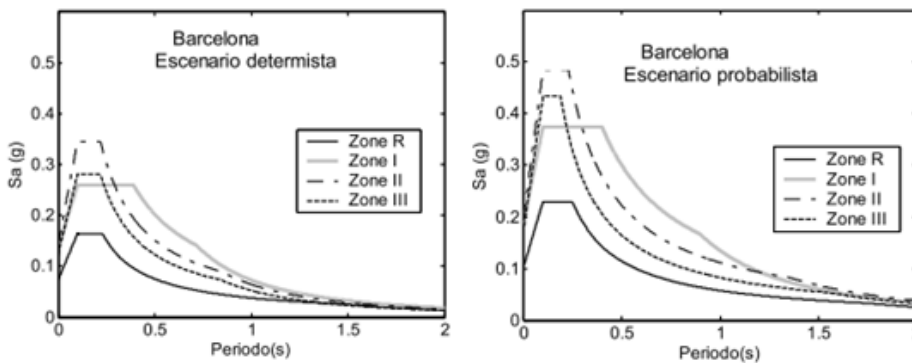 Barcelona
Escenario determista
0.5
0.4
0.3
0.2
0.1
0
Sa (g)
Zone R
Zone I
Zone II
Zone III
0
0.5
1
1.5
2
Periodo(s)
Barcelona
Escenario probabilista
0.5
0.4
0.3
0.2
0.1
0
Sa (g)
Zone R
Zone I
Zone II
Zone III
0
0.5
1
1.5
Periodo(s)